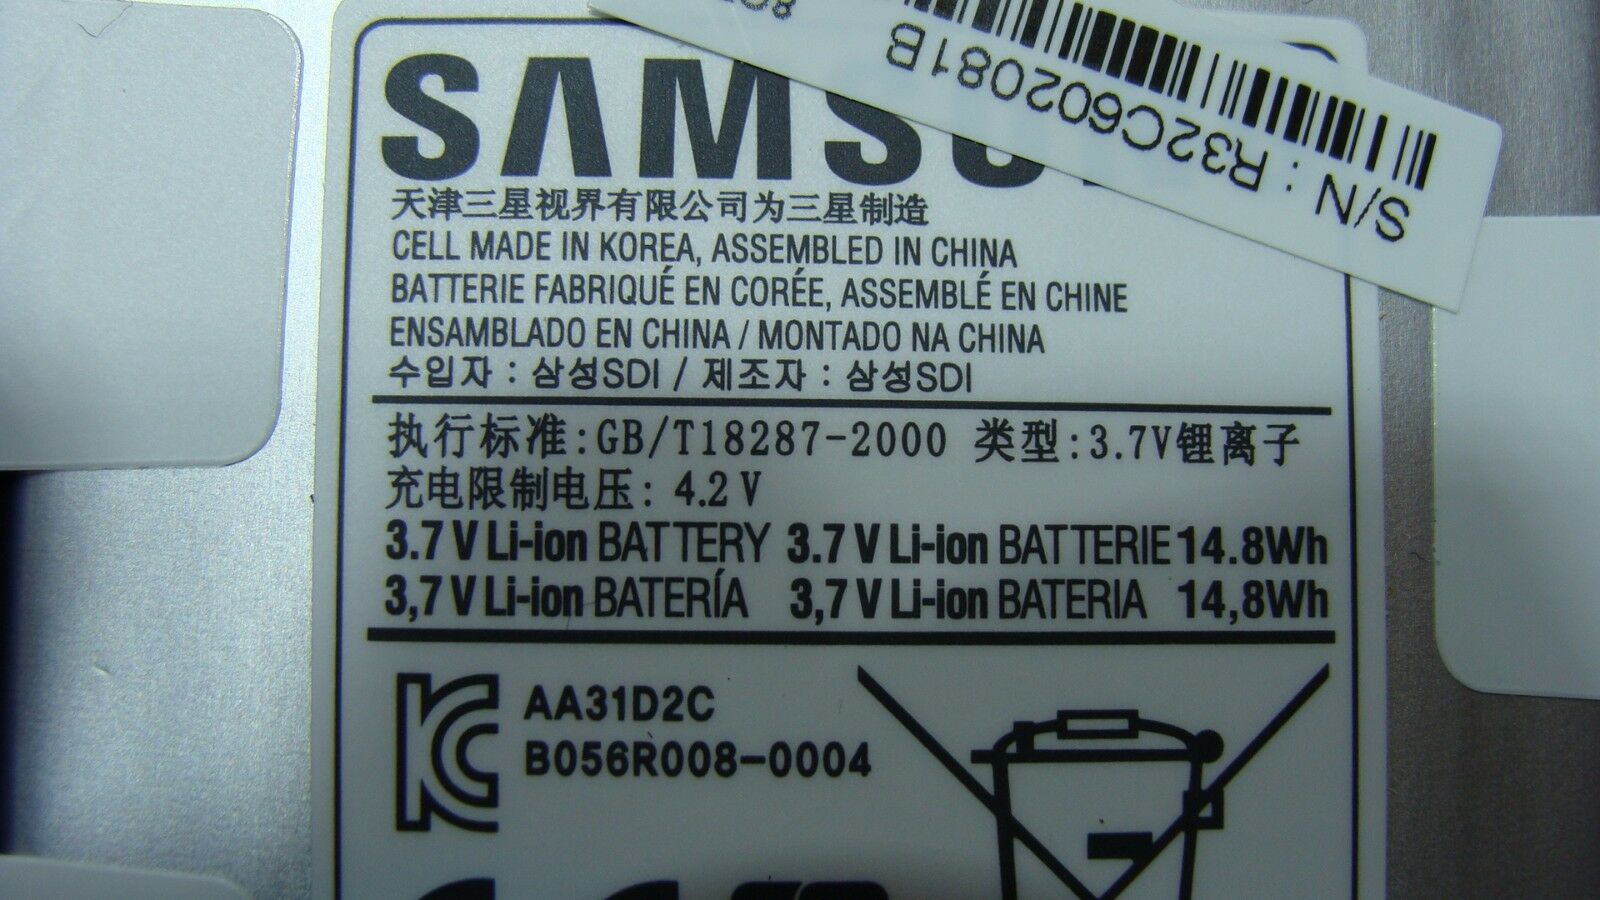 SAMSU
S/N : R32C602081B
天津三星视界有限公司为三星制造
CELL MADE IN KOREA, ASSEMBLED IN CHINA
BATTERIE FABRIQUÉ EN CORÉE, ASSEMBLÉ EN CHINE
ENSAMBLADO EN CHINA / MONTADO NA CHINA
수입자 : 삼성SDI / 제조자 : 삼성SDI
执行标准:GB/T18287-2000 类型:3.7V锂离子
充电限制电压: 4.2V
3.7 V Li-ion BATTERY 3.7 V Li-ion BATTERIE 14.8Wh
3,7 V Li-ion BATERÍA 3,7 V Li-ion BATERIA 14,8Wh
AA31D2C
B056R008-0004